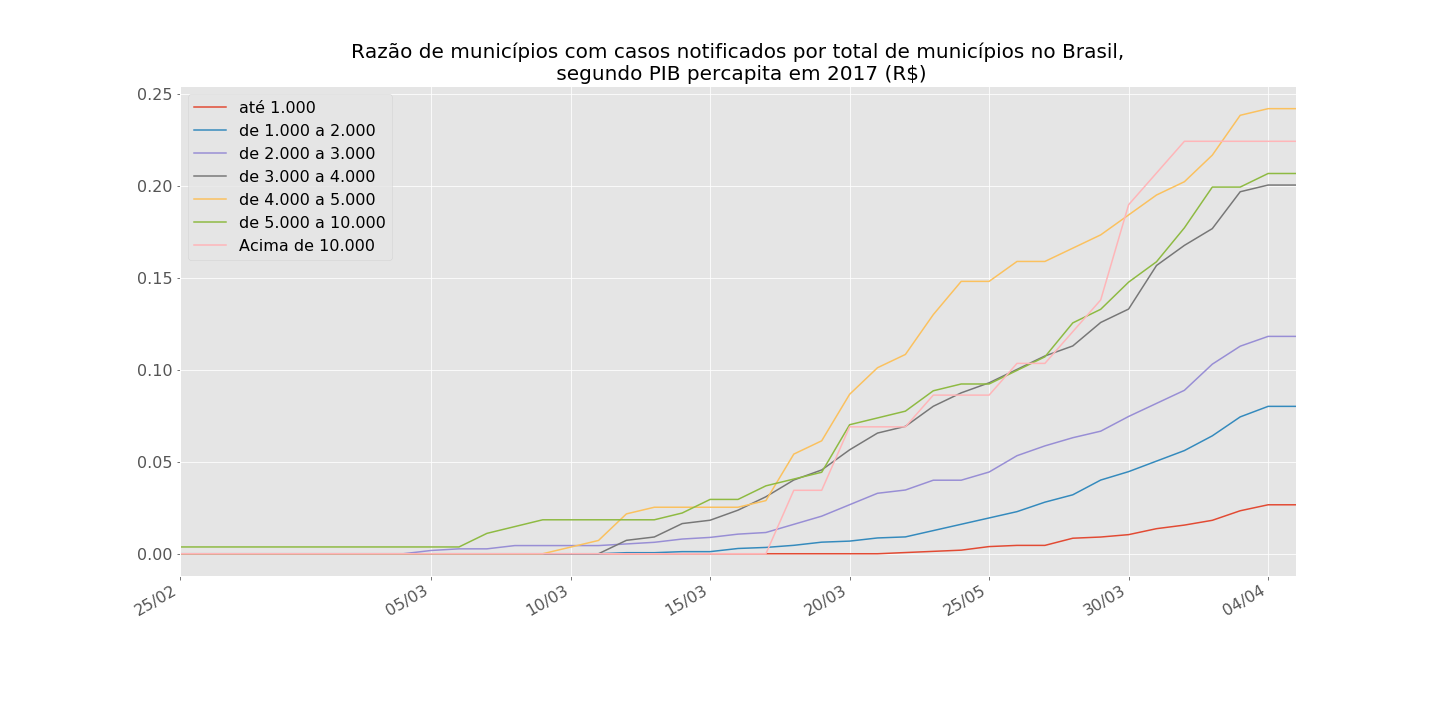 Razão de municípios com casos notificados por total de municípios no Brasil,
segundo PIB percapita em 2017 (R$)
0.25
0.20
0.15
0.10
0.05
0.00
até 1.000
de 1.000 a 2.000
de 2.000 a 3.000
de 3.000 a 4.000
de 4.000 a 5.000
de 5.000 a 10.000
Acima de 10.000
25/02
05/03
10/03
15/03
20/03
25/05
30/03
04/04